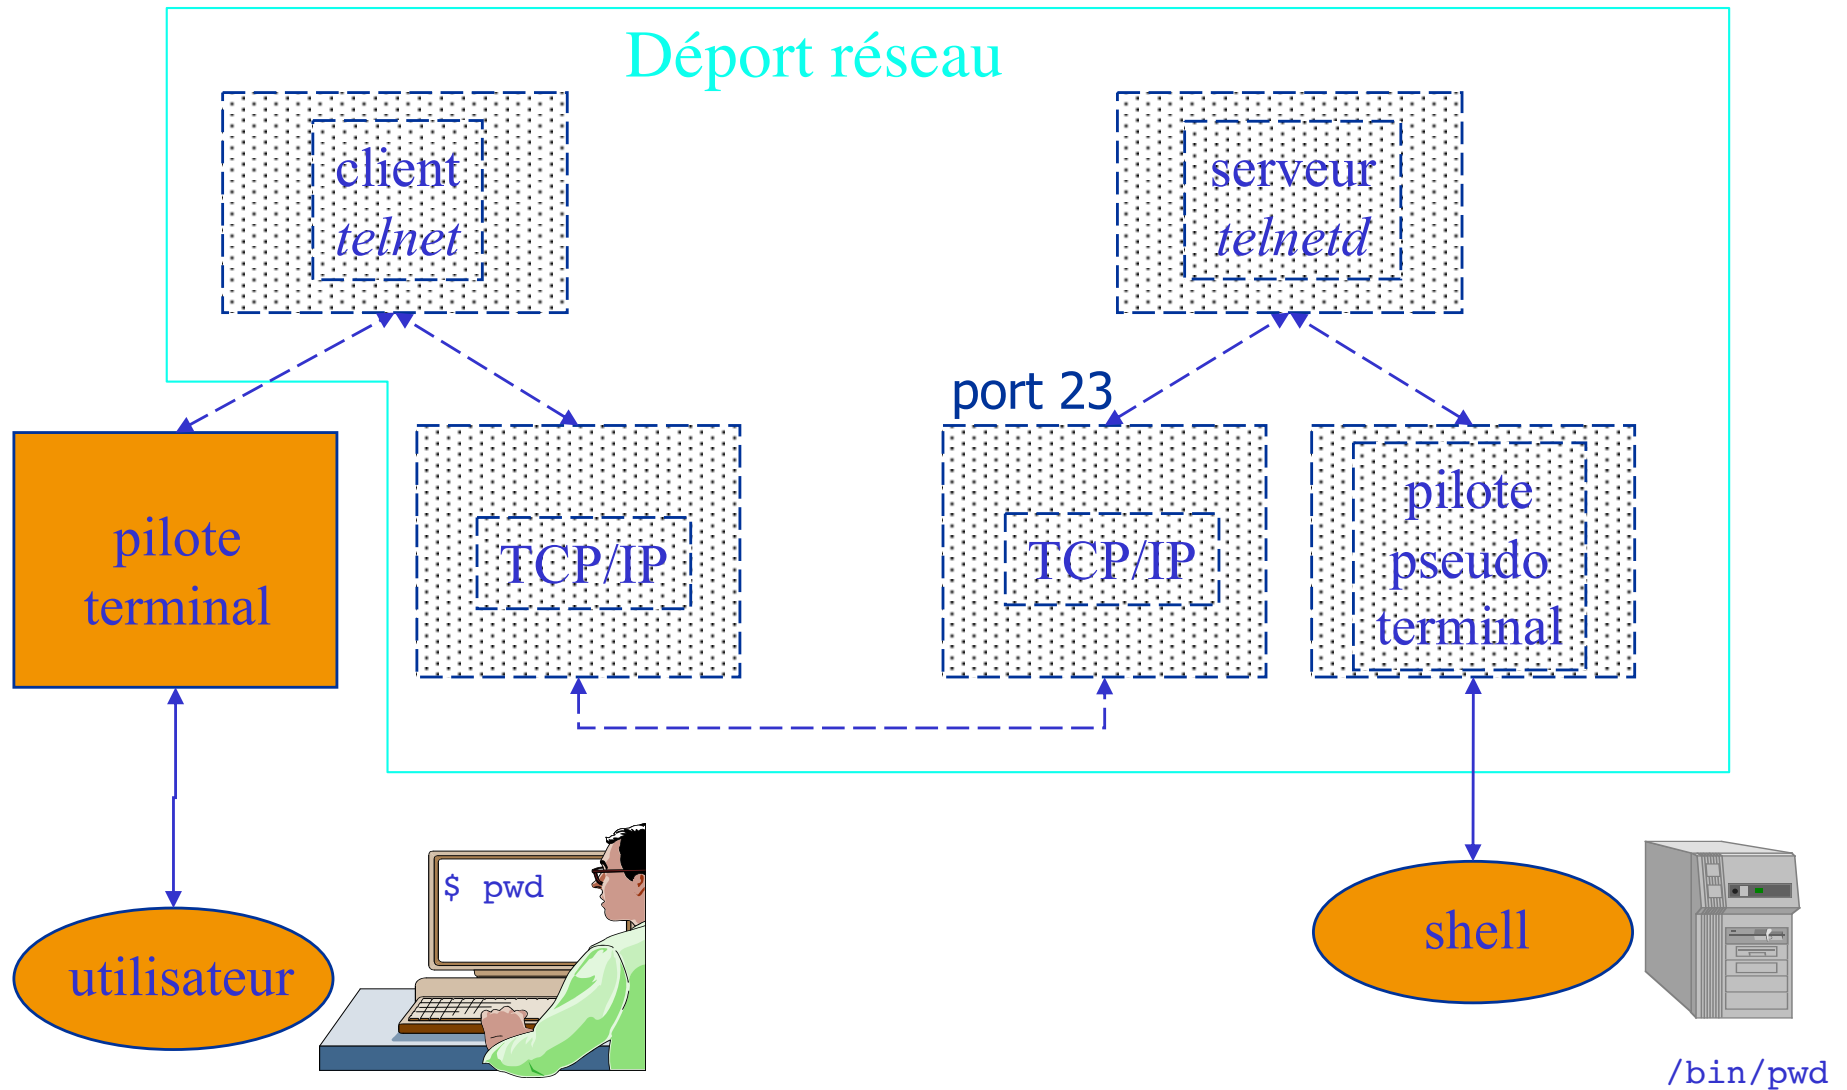 Déport réseau
client
telnet
serveur
telnetd
port 23
pilote
terminal
TCP/IP
TCP/IP
pilote
pseudo
terminal
$ pwd
utilisateur
shell
/bin/pwd